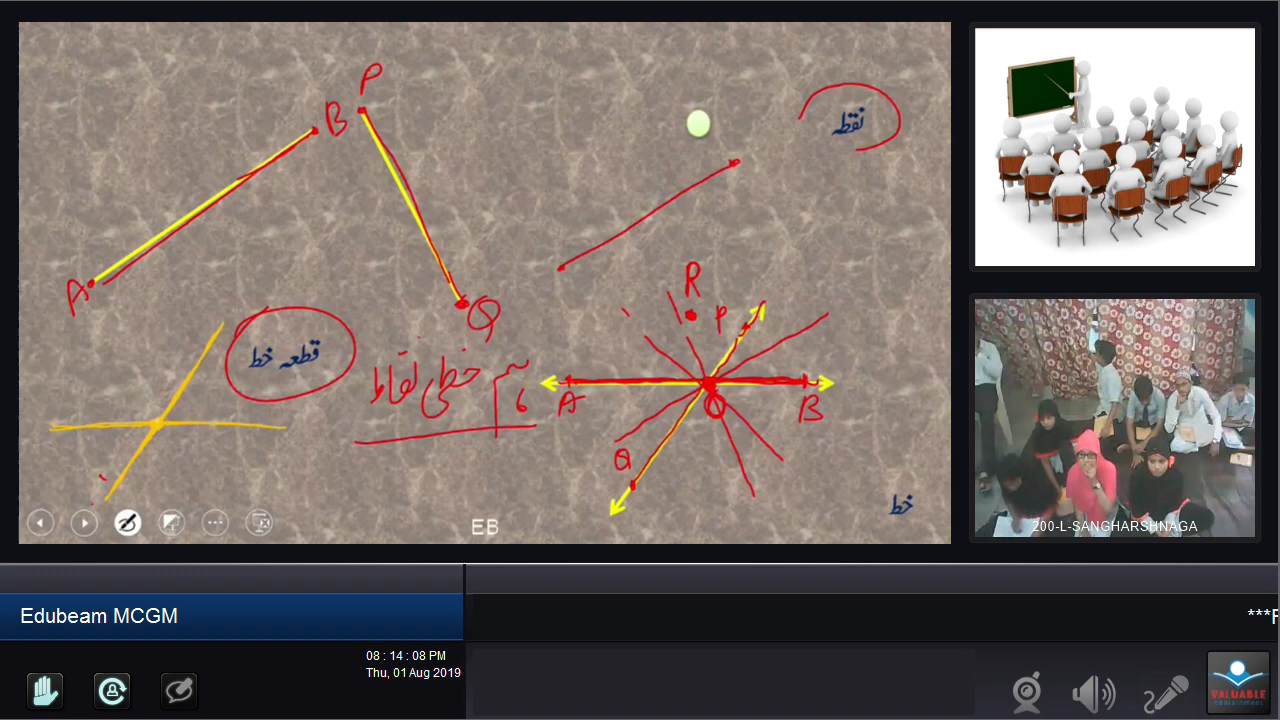 P
B
نقطہ
A
Q
R
P
قطعہ خط
ہم خطی نقاط
A
O
B
Q
خط
EB
200-L-SANGHARSHNAGA
Edubeam MCGM
***F
08 : 14 : 08 PM
Thu, 01 Aug 2019
VALUABLE